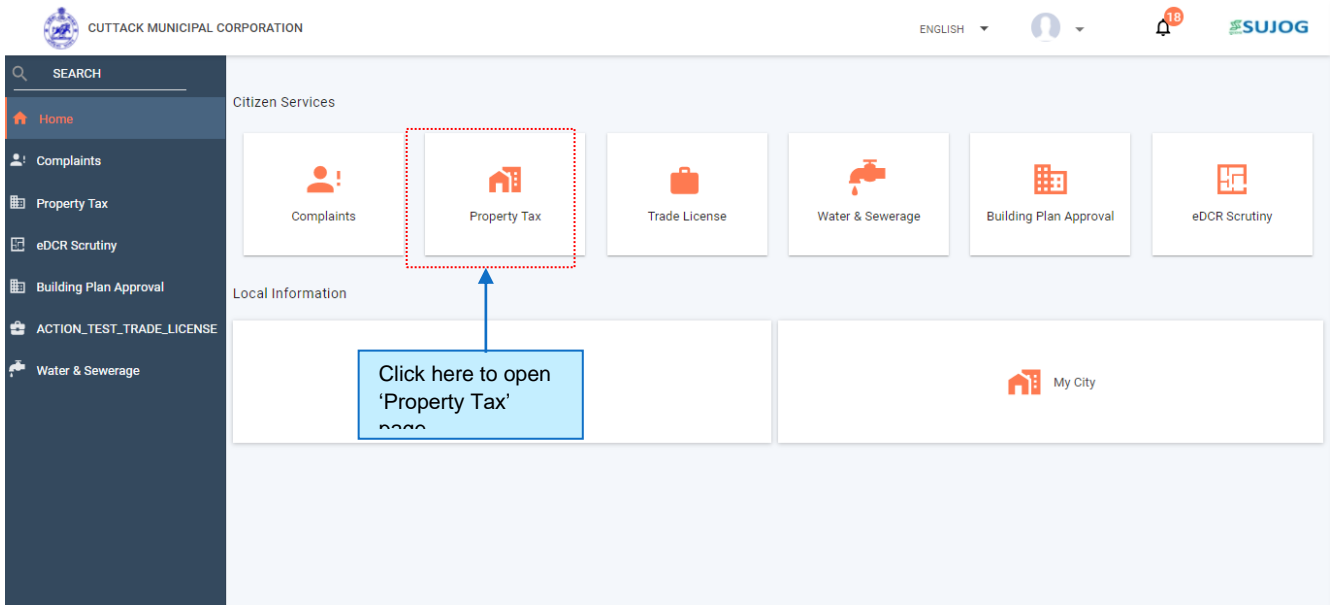 CUTTACK MUNICIPAL CORPORATION
ENGLISH
18
SUJOG
SEARCH
Home
Complaints
Property Tax
eDCR Scrutiny
Building Plan Approval
ACTION_TEST_TRADE_LICENSE
Water & Sewerage
Citizen Services
Complaints
Property Tax
Trade License
Water & Sewerage
Building Plan Approval
eDCR Scrutiny
Local Information
My City
Click here to open
‘Property Tax’
page